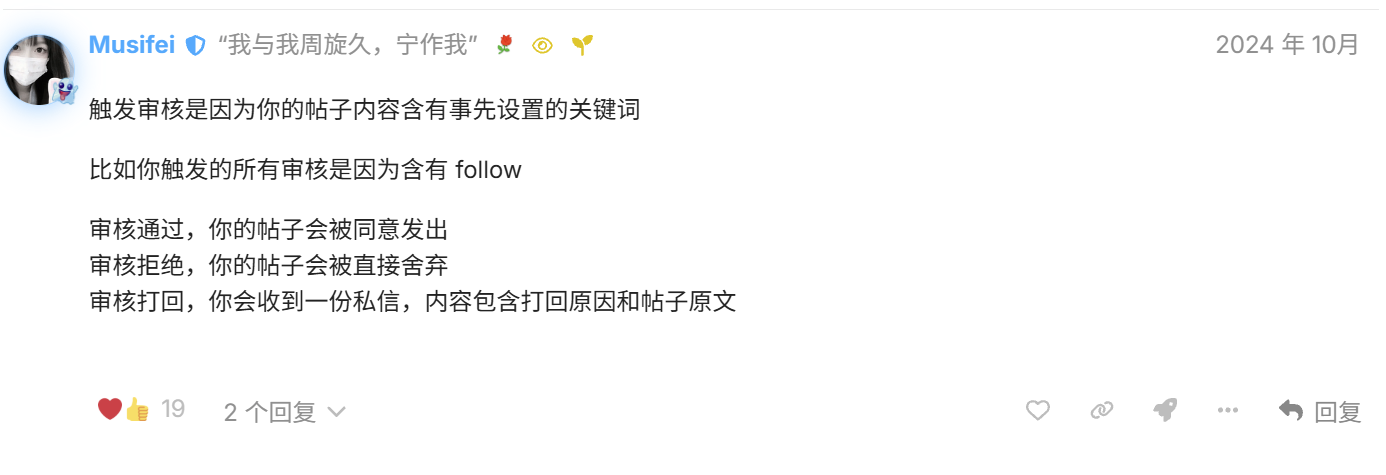 Musifei “我与我周旋久，宁作我” 2024 年 10月
触发审核是因为你的帖子内容含有事先设置的关键词
比如你触发的所有审核是因为含有 follow
审核通过，你的帖子会被同意发出
审核拒绝，你的帖子会被直接舍弃
审核打回，你会收到一份私信，内容包含打回原因和帖子原文
19 2 个回复 回复